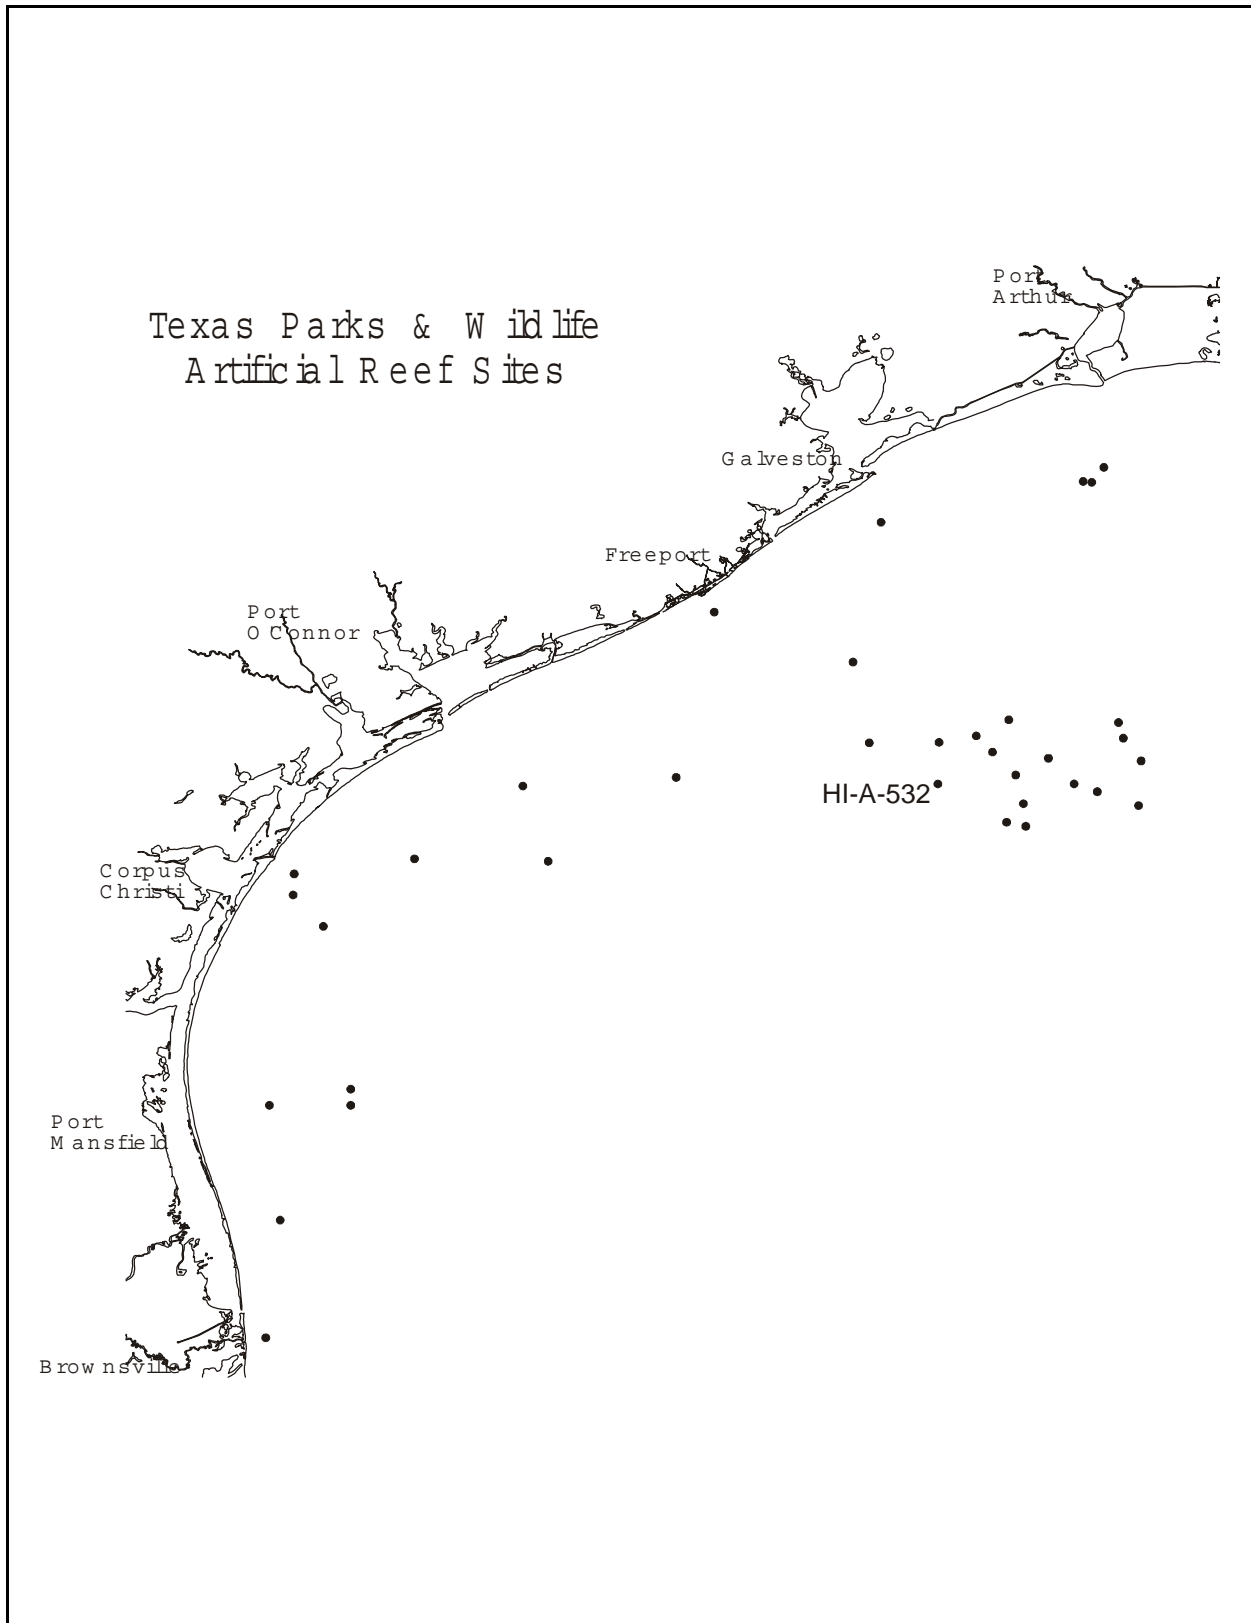 Texas Parks & Wildlife
Artificial Reef Sites
Port
Arthur
Galveston
Freeport
Port
O Connor
HI-A-532
Corpus
Christi
Port
Mansfield
Brownsville